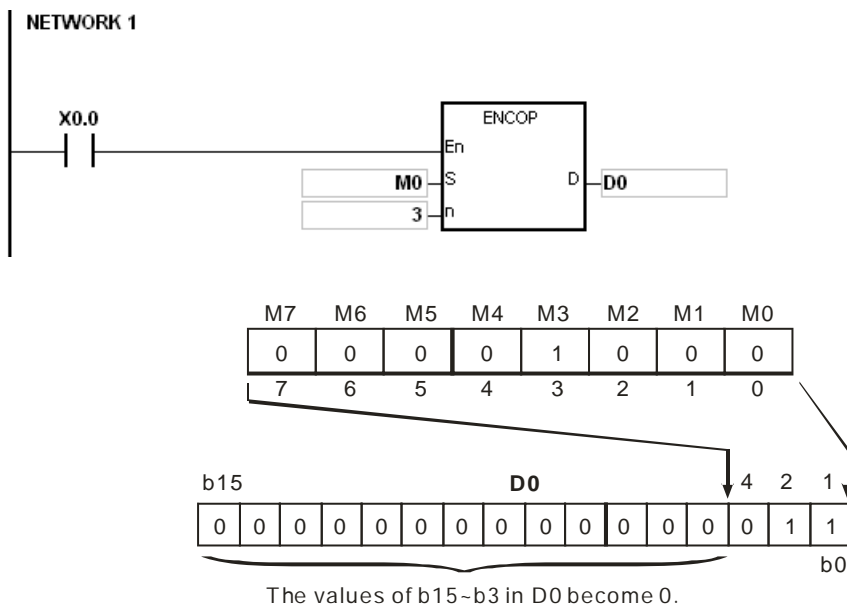 NETWORK 1
X0.0
ENCOP
En
M0 S D D0
3 n
M7 M6 M5 M4 M3 M2 M1 M0
0 0 0 0 1 0 0 0
7 6 5 4 3 2 1 0
b15 D0 4 2 1
0 0 0 0 0 0 0 0 0 0 0 0 0 0 1 1
b0
The values of b15~b3 in D0 become 0.